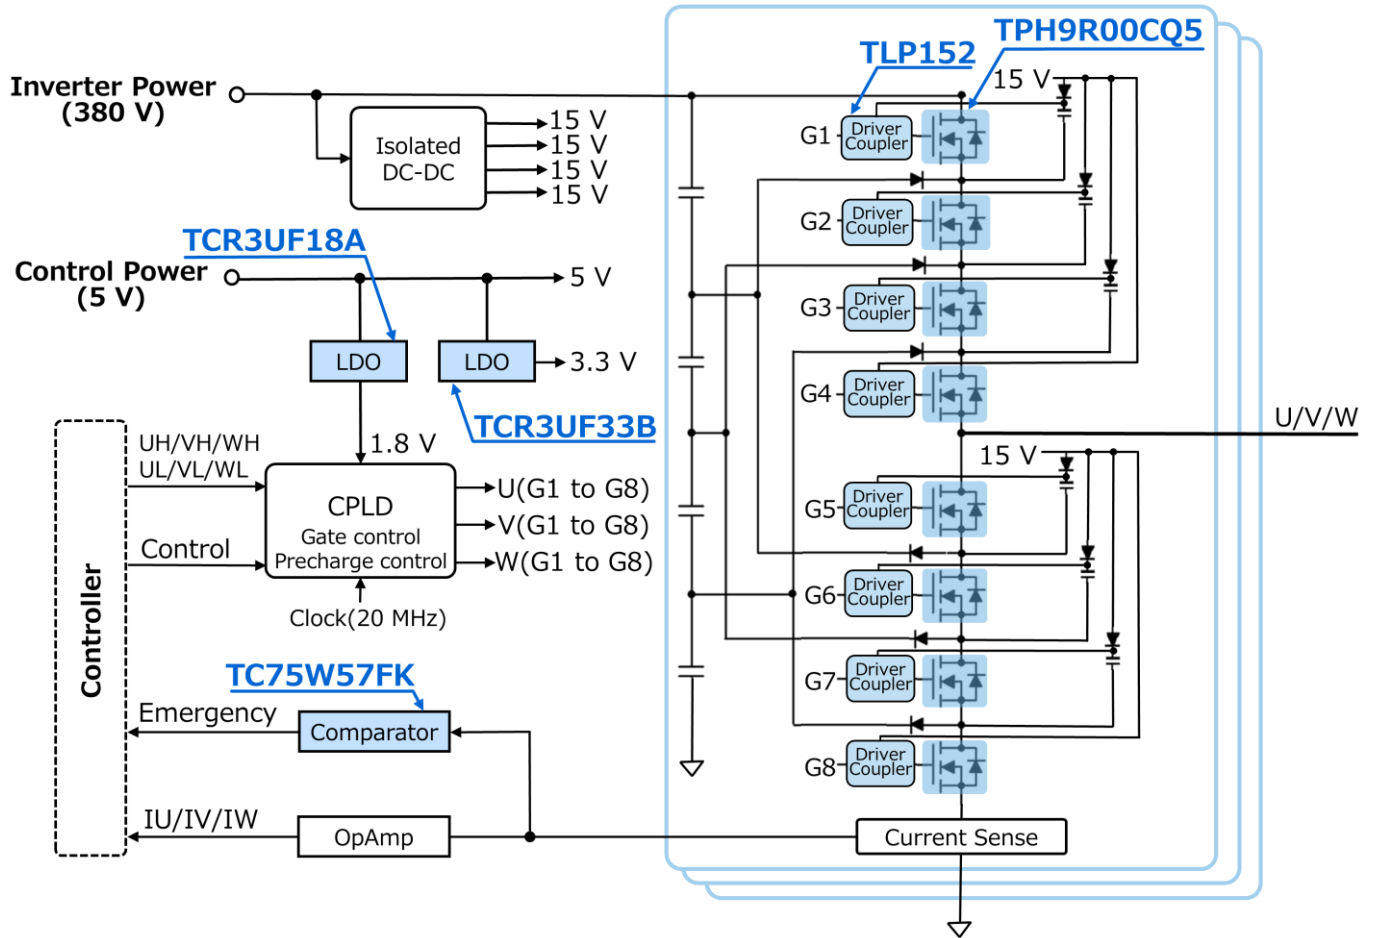 TPH9R00CQ5
TLP152
Inverter Power
(380 V)
15 V
15 V
15 V
15 V
Isolated
DC-DC
15 V
G1
Driver
Coupler
G2
Driver
Coupler
TCR3UF18A
Control Power
(5 V)
5 V
G3
Driver
Coupler
LDO
LDO
3.3 V
G4
Driver
Coupler
TCR3UF33B
U/V/W
UH/VH/WH
UL/VL/WL
1.8 V
15 V
CPLD
Gate control
Precharge control
U(G1 to G8)
V(G1 to G8)
W(G1 to G8)
G5
Driver
Coupler
Control
Clock(20 MHz)
G6
Driver
Coupler
Controller
TC75W57FK
G7
Driver
Coupler
Emergency
Comparator
G8
Driver
Coupler
IU/IV/IW
OpAmp
Current Sense